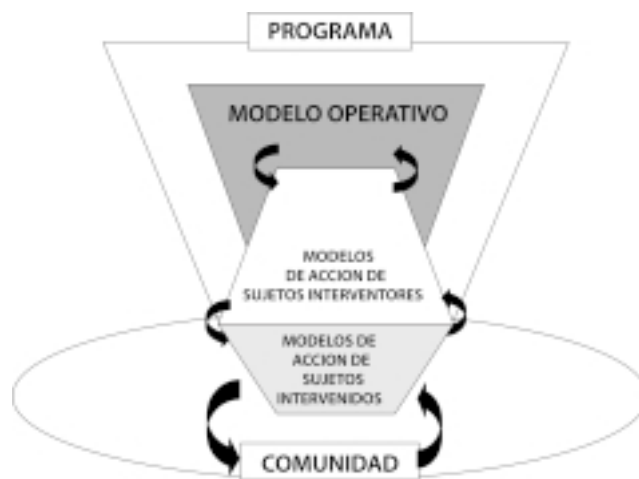 PROGRAMA
MODELO OPERATIVO
MODELOS
DE ACCION DE
SUJETOS INTERVENTORES
MODELOS DE
ACCION DE
SUJETOS
INTERVENIDOS
COMUNIDAD